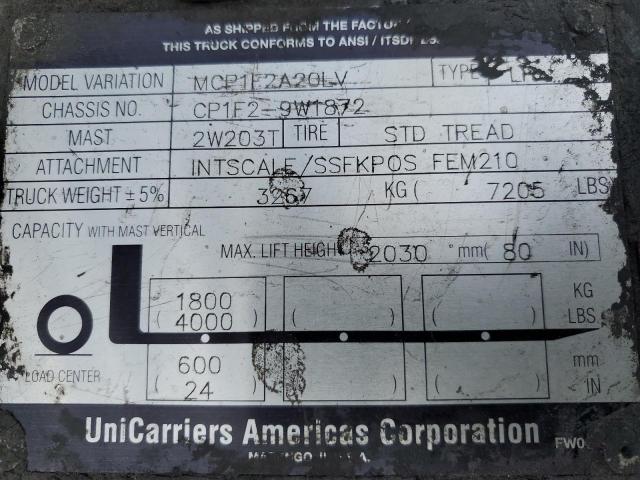 AS SHIPPED FROM THE FACTORY
THIS TRUCK CONFORMS TO ANSI / ITSDF
MODEL VARIATION MCP1F2A20LV TYPE LP
CHASSIS NO. CP1F2-9W1872
MAST 2W203T TIRE STD TREAD
ATTACHMENT INTSCALE/SSFKPOS FEM210
TRUCK WEIGHT ± 5% 3267 KG ( 7205 LBS
CAPACITY WITH MAST VERTICAL
MAX. LIFT HEIGHT 2030 mm( 80 IN)
1800 KG
( 4000 ) ( ) ( ) LBS
600 mm
LOAD CENTER ( 24 ) ( ) ( ) IN
UniCarriers Americas Corporation FW0